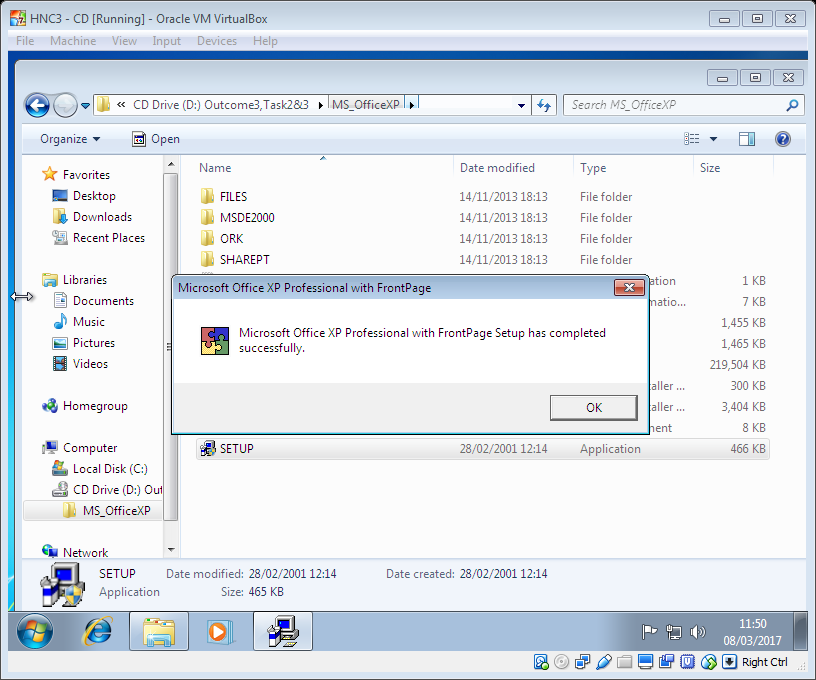 HNC3 - CD [Running] - Oracle VM VirtualBox
File Machine View Input Devices Help
« CD Drive (D:) Outcome3,Task2&3 MS_OfficeXP Search MS_OfficeXP
Organize Open
Name Date modified Type Size
Favorites
Desktop
Downloads
Recent Places
Libraries
Documents
Music
Pictures
Videos
Homegroup
Computer
Local Disk (C:)
CD Drive (D:) Out
MS_OfficeXP
Network
FILES 14/11/2013 18:13 File folder
MSDE2000 14/11/2013 18:13 File folder
ORK 14/11/2013 18:13 File folder
SHAREPT 14/11/2013 18:13 File folder
ation 1 KB
matio... 7 KB
1,455 KB
1,465 KB
219,504 KB
taller ... 300 KB
taller ... 3,404 KB
ment 8 KB
SETUP 28/02/2001 12:14 Application 466 KB
Microsoft Office XP Professional with FrontPage
Microsoft Office XP Professional with FrontPage Setup has completed
successfully.
OK
SETUP Date modified: 28/02/2001 12:14 Date created: 28/02/2001 12:14
Application Size: 465 KB
11:50
08/03/2017
Right Ctrl